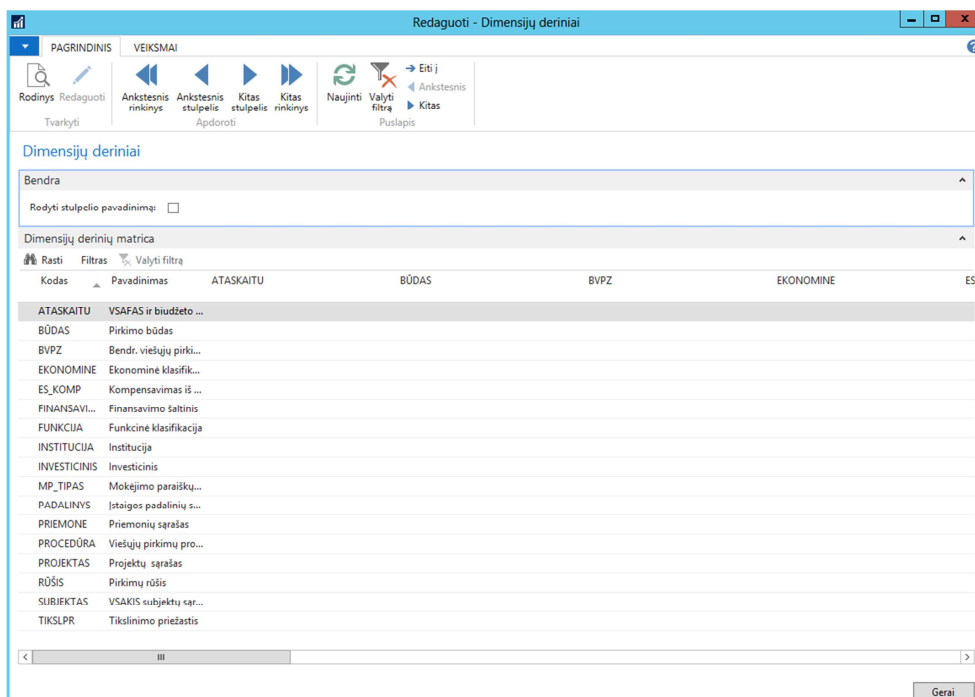 Redaguoti - Dimensijų deriniai
PAGRINDINIS VEIKSMAI
Rodinys Redaguoti Ankstesnis rinkinys Ankstesnis stulpelis Kitas stulpelis Kitas rinkinys Naujinti Valyti filtrą Eiti į
Ankstesnis
Kitas
Tvarkyti Apdoroti Puslapis
Dimensijų deriniai
Bendra
Rodyti stulpelio pavadinimą:
Dimensijų derinių matrica
Rasti Filtras Valyti filtrą
Kodas Pavadinimas ATASKAITU BŪDAS BVPZ EKONOMINE ES
ATASKAITU VSAFAS ir biudžeto ...
BŪDAS Pirkimo būdas
BVPZ Bendr. viešųjų pirki...
EKONOMINE Ekonominė klasifik...
ES_KOMP Kompensavimas iš ...
FINANSAVI... Finansavimo šaltinis
FUNKCIJA Funkcinė klasifikacija
INSTITUCIJA Institucija
INVESTICINIS Investicinis
MP_TIPAS Mokėjimo paraiškų...
PADALINYS Įstaigos padalinių s...
PRIEMONE Priemonių sąrašas
PROCEDŪRA Viešųjų pirkimų pro...
PROJEKTAS Projektų sąrašas
RŪŠIS Pirkimų rūšis
SUBJEKTAS VSAKIS subjektų sąr...
TIKSLPR Tikslinimo priežastis
Gerai